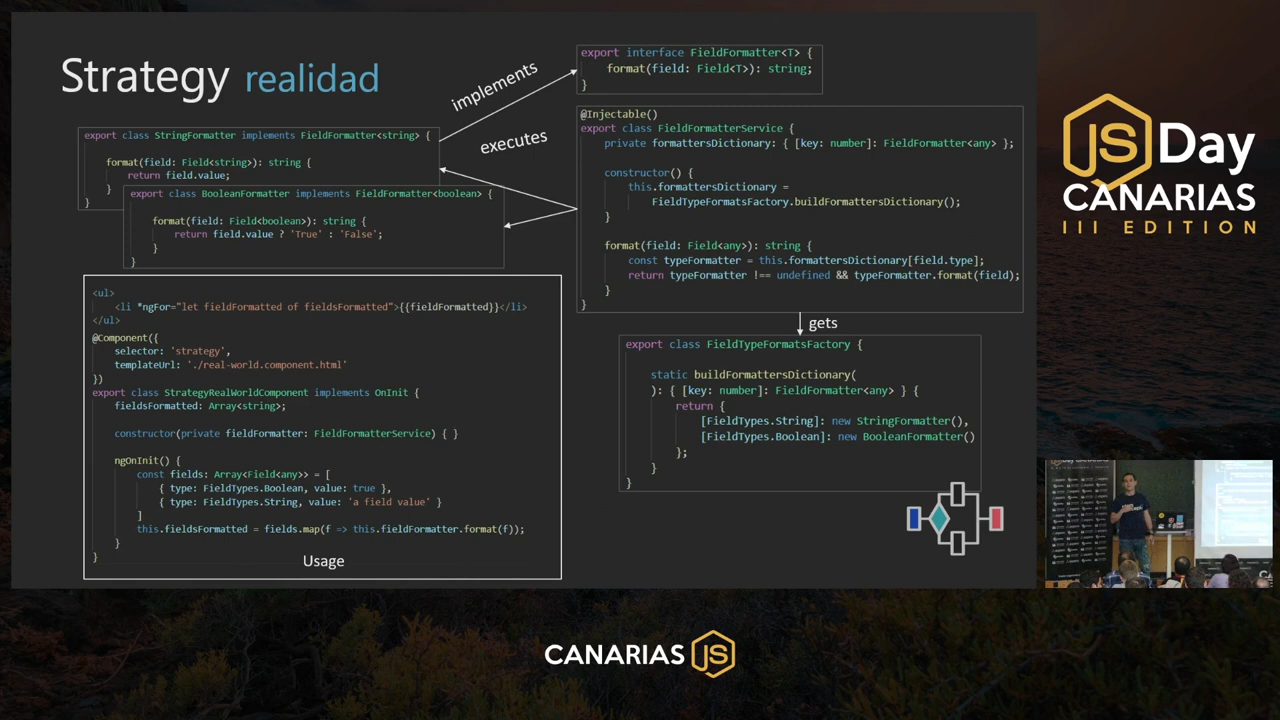 Strategy realidad
implements
executes
export class StringFormatter implements FieldFormatter<string> {
format(field: Field<string>): string {
return field.value;
}
}
export class BooleanFormatter implements FieldFormatter<boolean> {
format(field: Field<boolean>): string {
return field.value ? 'True' : 'False';
}
}
export interface FieldFormatter<T> {
format(field: Field<T>): string;
}
@Injectable()
export class FieldFormatterService {
private formattersDictionary: { [key: number]: FieldFormatter<any> };
constructor() {
this.formattersDictionary =
FieldTypeFormatsFactory.buildFormattersDictionary();
}
format(field: Field<any>): string {
const typeFormatter = this.formattersDictionary[field.type];
return typeFormatter !== undefined && typeFormatter.format(field);
}
}
gets
export class FieldTypeFormatsFactory {
static buildFormattersDictionary(
): { [key: number]: FieldFormatter<any> } {
return {
[FieldTypes.String]: new StringFormatter(),
[FieldTypes.Boolean]: new BooleanFormatter()
};
}
}
<ul>
<li *ngFor="let fieldFormatted of fieldsFormatted">{{fieldFormatted}}</li>
</ul>
@Component({
selector: 'strategy',
templateUrl: './real-world.component.html'
})
export class StrategyRealWorldComponent implements OnInit {
fieldsFormatted: Array<string>;
constructor(private fieldFormatter: FieldFormatterService) { }
ngOnInit() {
const fields: Array<Field<any>> = [
{ type: FieldTypes.Boolean, value: true },
{ type: FieldTypes.String, value: 'a field value' }
]
this.fieldsFormatted = fields.map(f => this.fieldFormatter.format(f));
}
}
Usage
JS Day
CANARIAS
III EDITION
CANARIAS JS